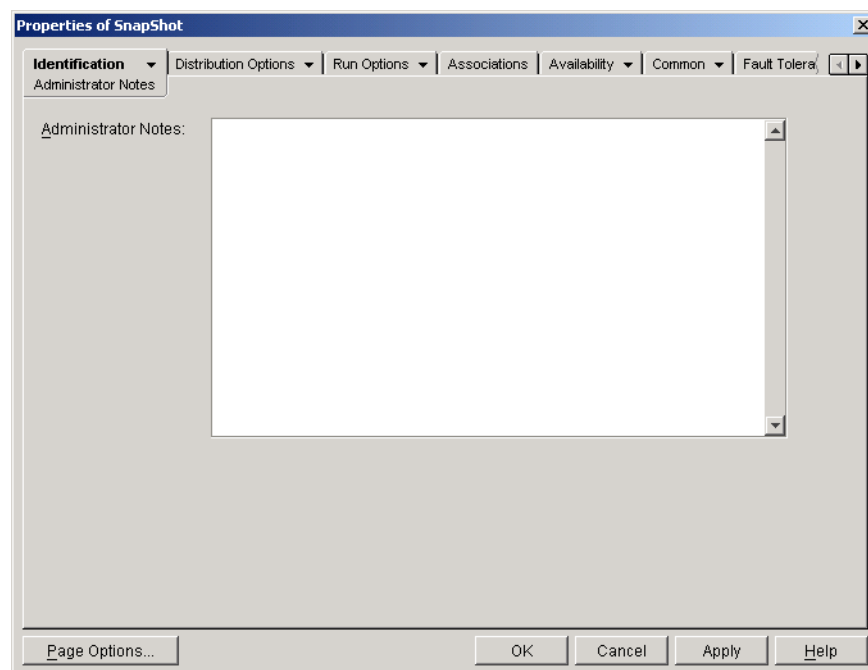 Properties of SnapShot
Identification Distribution Options Run Options Associations Availability Common Fault Tolera
Administrator Notes
Administrator Notes:
Page Options... OK Cancel Apply Help